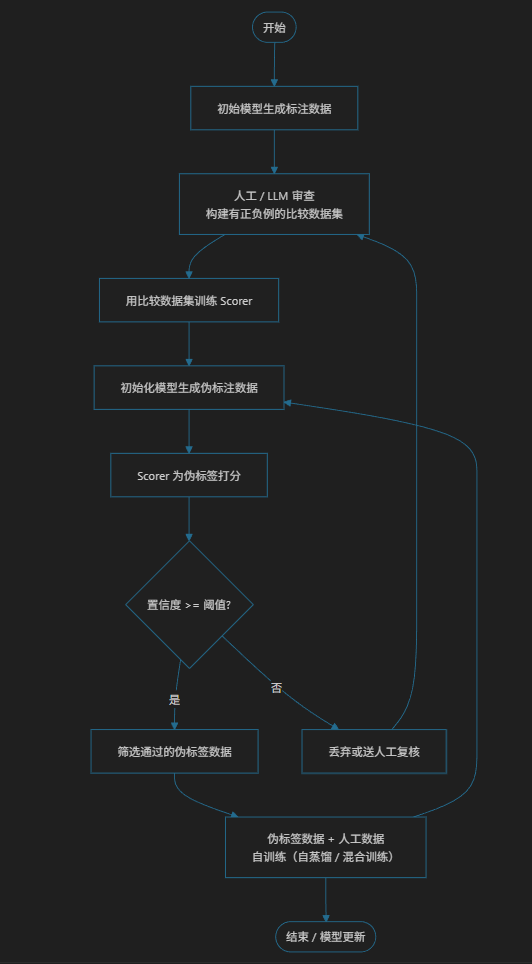 开始
初始模型生成标注数据
人工 / LLM 审查
构建有正负例的比较数据集
用比较数据集训练 Scorer
初始化模型生成伪标注数据
Scorer 为伪标签打分
置信度 >= 阈值?
是
否
筛选通过的伪标签数据
丢弃或送人工复核
伪标签数据 + 人工数据
自训练（自蒸馏 / 混合训练）
结束 / 模型更新